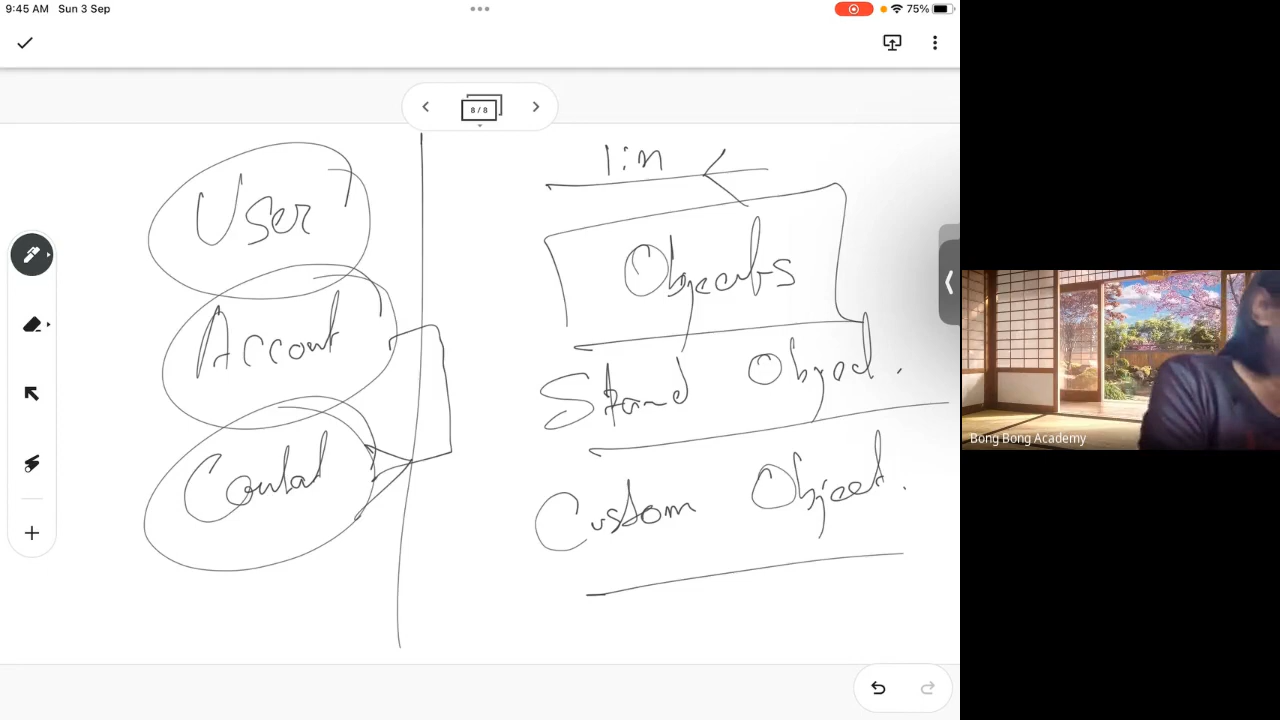 9:45 AM Sun 3 Sep
75%
8 / 8
User
Account
Contat
1:n
Objects
Stand Object.
Custom Object.
Bong Bong Academy